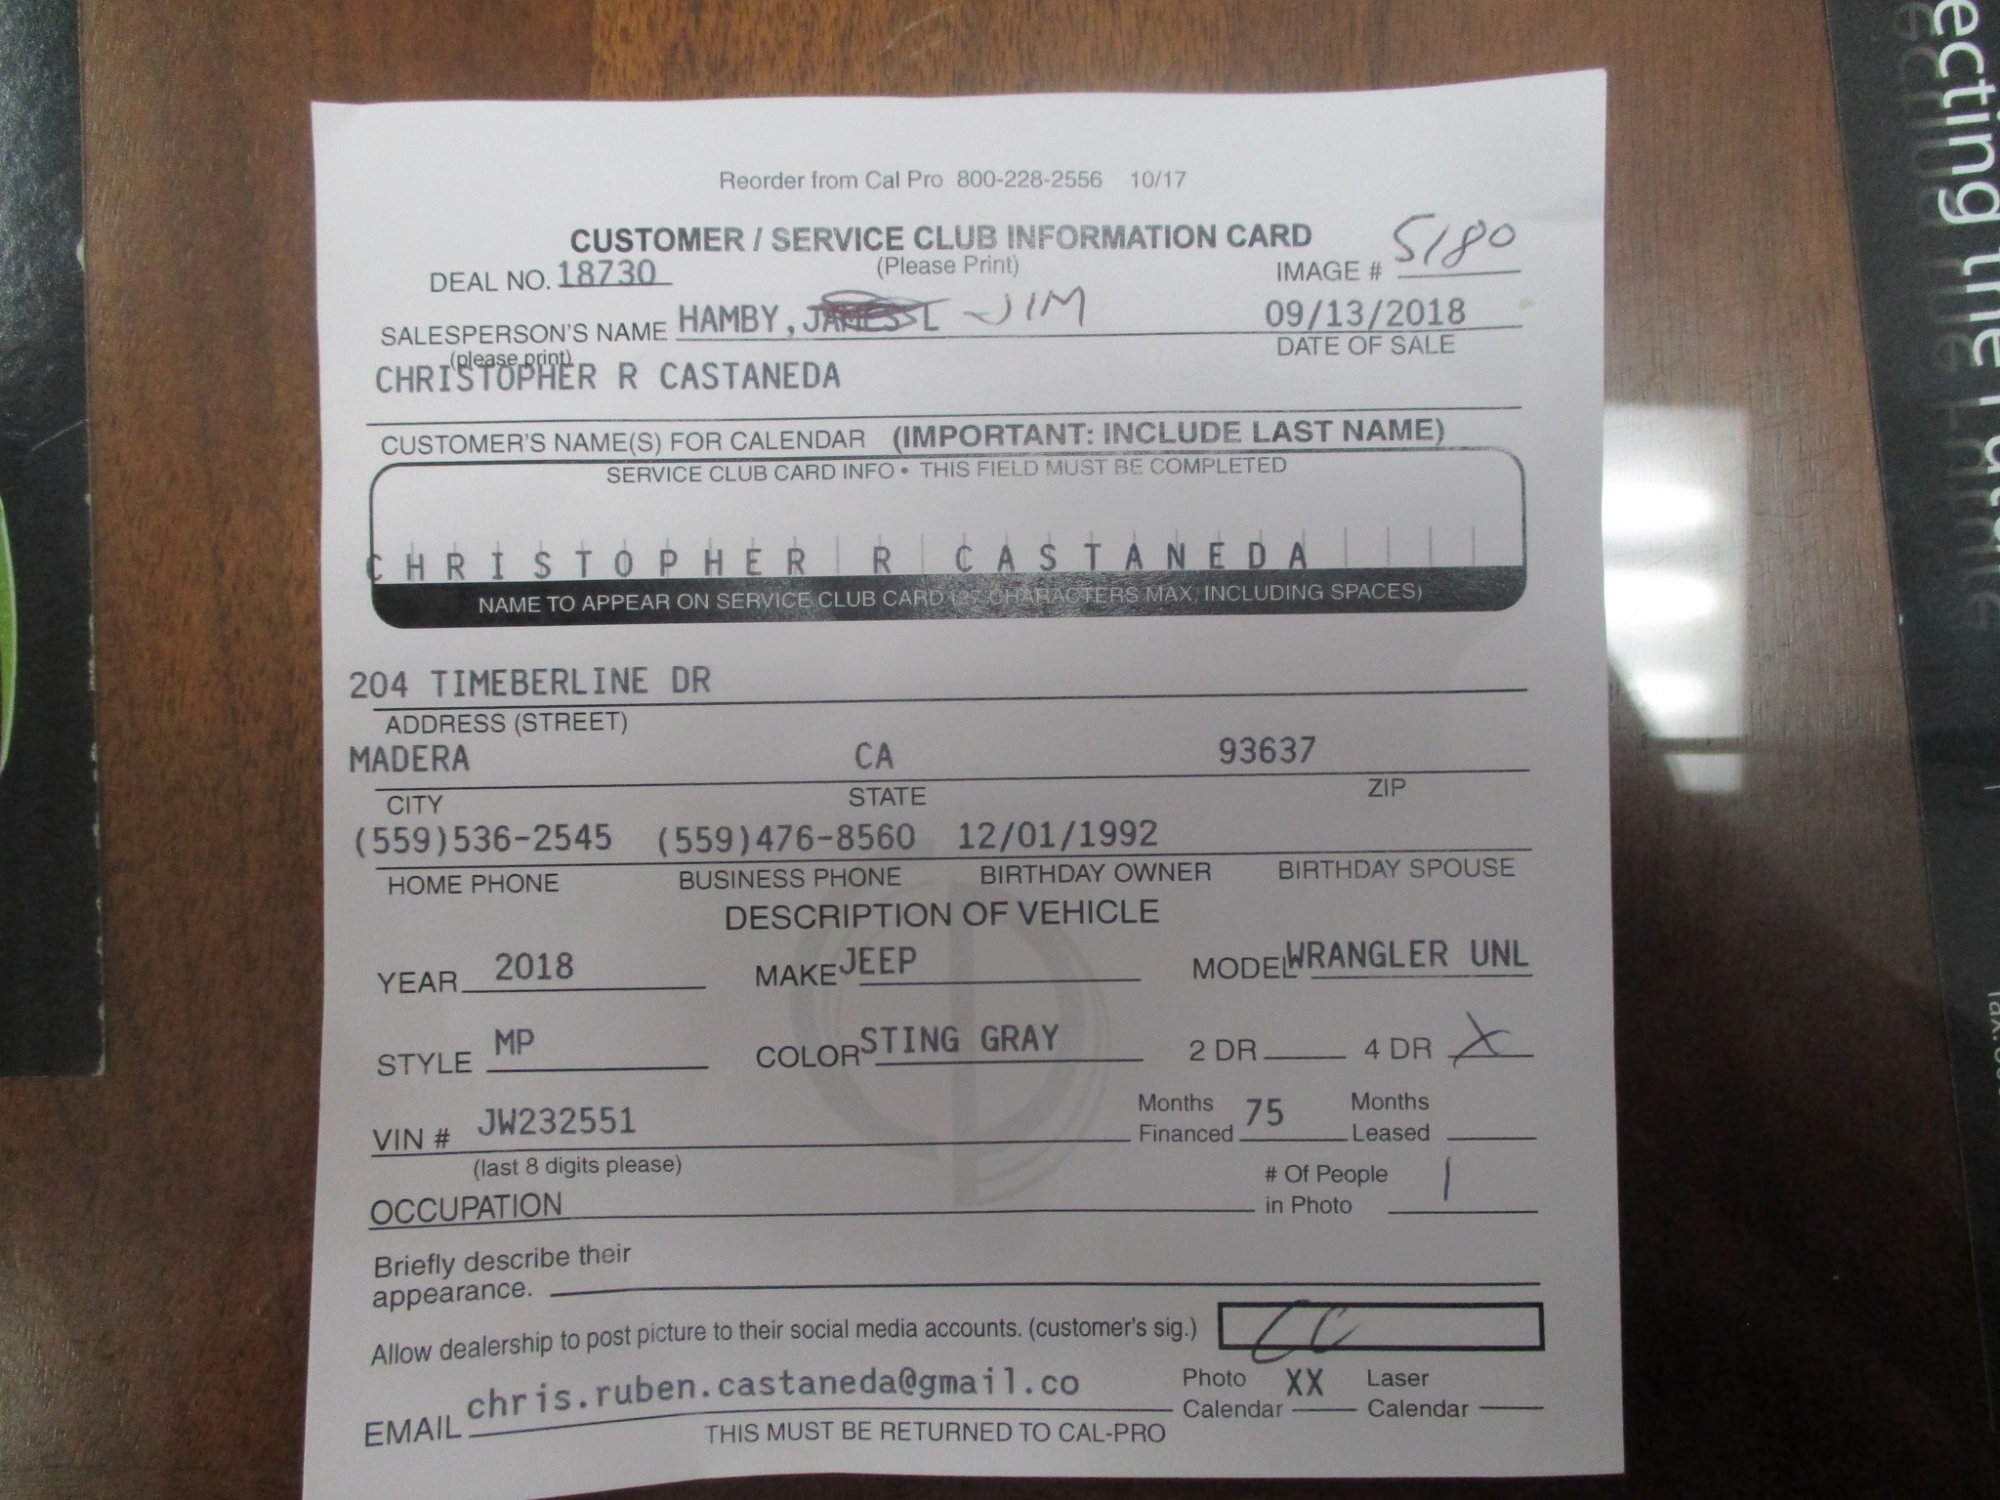 Reorder from Cal Pro 800-228-2556 10/17
CUSTOMER / SERVICE CLUB INFORMATION CARD
(Please Print)
DEAL NO. 18730
IMAGE # 5180
SALESPERSON'S NAME HAMBY, JAMES L JIM
09/13/2018
(please print)
DATE OF SALE
CHRISTOPHER R CASTANEDA
CUSTOMER'S NAME(S) FOR CALENDAR (IMPORTANT: INCLUDE LAST NAME)
SERVICE CLUB CARD INFO • THIS FIELD MUST BE COMPLETED
CHRISTOPHER R CASTANEDA
NAME TO APPEAR ON SERVICE CLUB CARD (27 CHARACTERS MAX, INCLUDING SPACES)
204 TIMEBERLINE DR
ADDRESS (STREET)
MADERA CA 93637
CITY STATE ZIP
(559)536-2545 (559)476-8560 12/01/1992
HOME PHONE BUSINESS PHONE BIRTHDAY OWNER BIRTHDAY SPOUSE
DESCRIPTION OF VEHICLE
YEAR 2018 MAKE JEEP MODEL WRANGLER UNL
STYLE MP COLOR STING GRAY 2 DR 4 DR X
VIN # JW232551 Months Financed 75 Months Leased
(last 8 digits please)
OCCUPATION # Of People in Photo 1
Briefly describe their
appearance.
Allow dealership to post picture to their social media accounts. (customer's sig.) CC
EMAIL chris.ruben.castaneda@gmail.co Photo Calendar XX Laser Calendar
THIS MUST BE RETURNED TO CAL-PRO